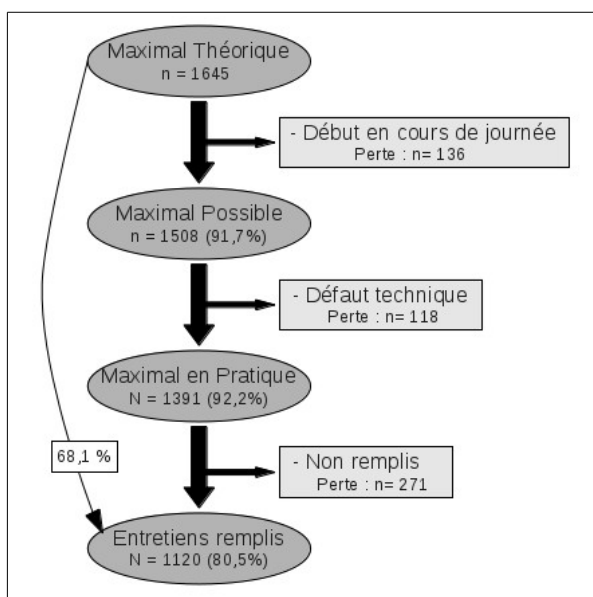 Maximal Théorique
n = 1645
- Début en cours de journée
Perte : n= 136
Maximal Possible
n = 1508 (91,7%)
- Défaut technique
Perte : n= 118
Maximal en Pratique
N = 1391 (92,2%)
68,1 %
- Non remplis
Perte : n= 271
Entretiens remplis
N = 1120 (80,5%)